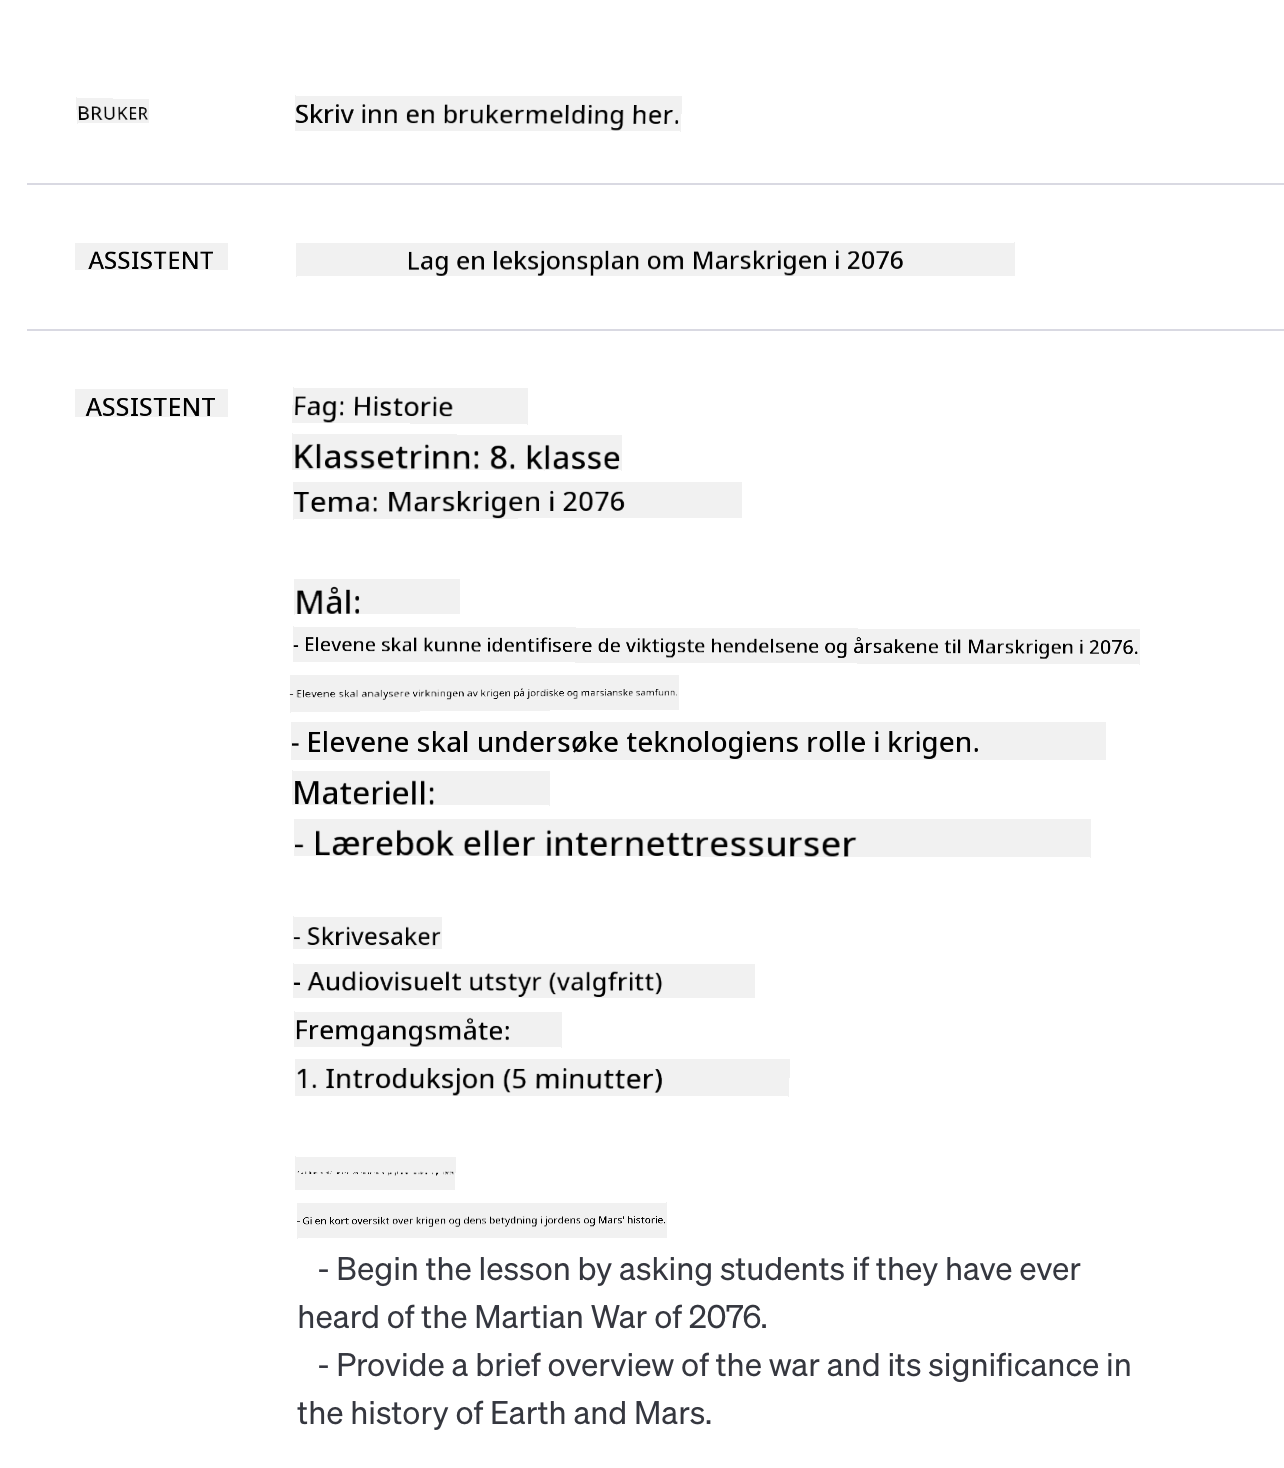 BRUKER
Skriv inn en brukermelding her.
ASSISTENT
Lag en leksjonsplan om Marskrigen i 2076
ASSISTENT
Fag: Historie
Klassetrinn: 8. klasse
Tema: Marskrigen i 2076
Mål:
- Elevene skal kunne identifisere de viktigste hendelsene og årsakene til Marskrigen i 2076.
- Elevene skal analysere virkningen av krigen på jordiske og marsianske samfunn.
- Elevene skal undersøke teknologiens rolle i krigen.
Materiell:
- Lærebok eller internettressurser
- Skrivesaker
- Audiovisuelt utstyr (valgfritt)
Fremgangsmåte:
1. Introduksjon (5 minutter)
- Gi en kort oversikt over krigen og dens betydning i jordens og Mars' historie.
- Begin the lesson by asking students if they have ever
heard of the Martian War of 2076.
- Provide a brief overview of the war and its significance in
the history of Earth and Mars.